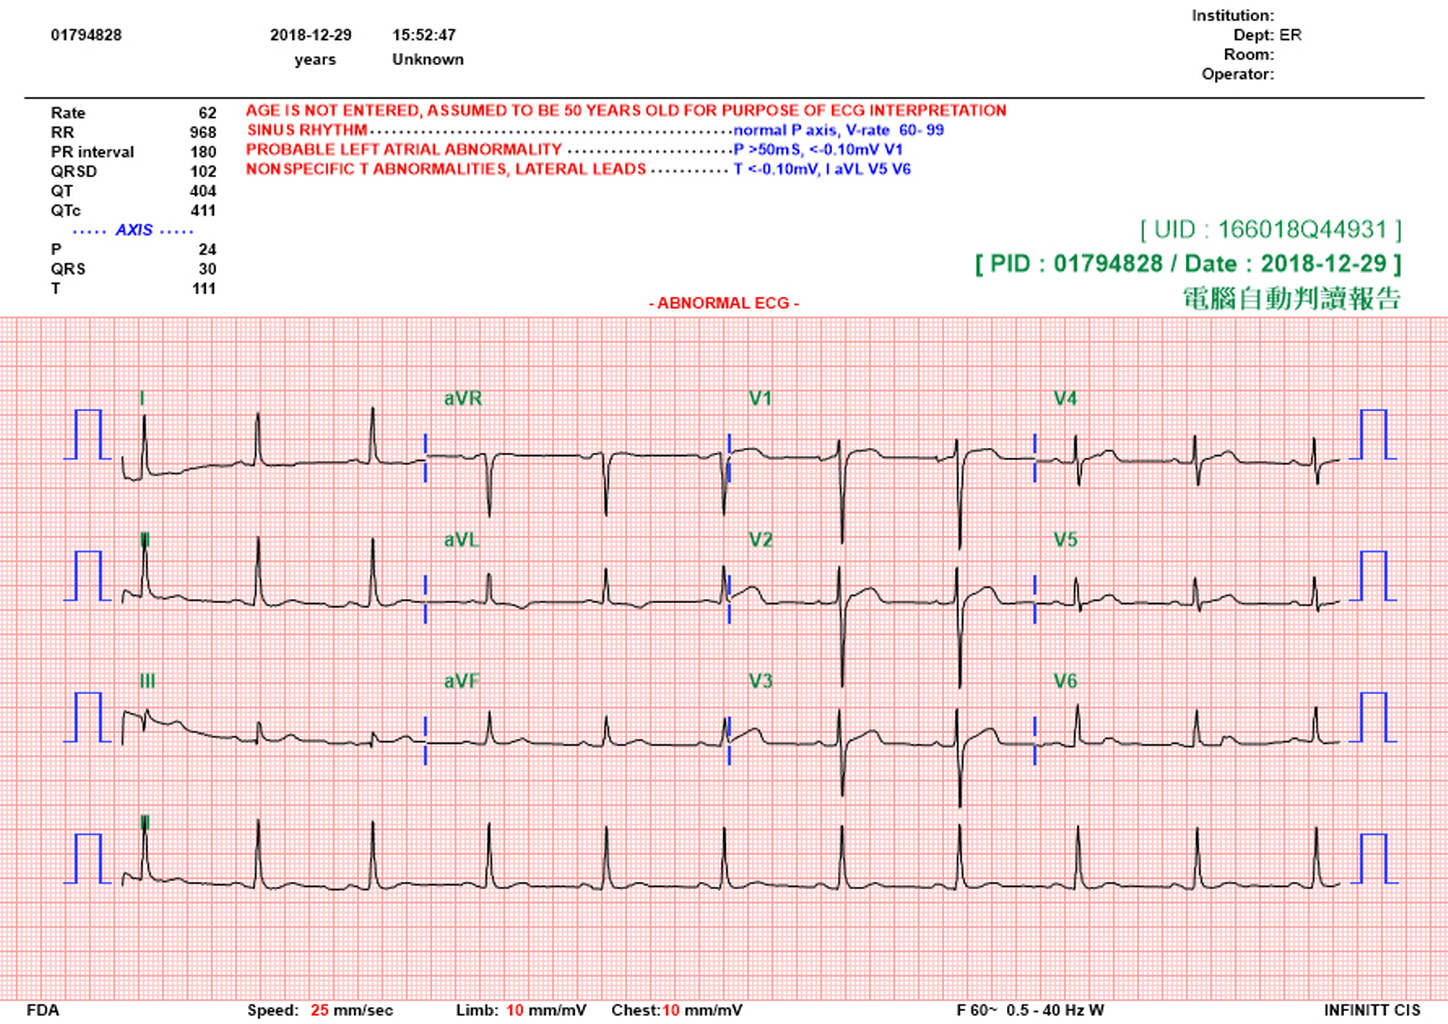 Institution:
01794828 2018-12-29 15:52:47 Dept: ER
years Unknown Room:
Operator:
Rate 62 AGE IS NOT ENTERED, ASSUMED TO BE 50 YEARS OLD FOR PURPOSE OF ECG INTERPRETATION
RR 968 SINUS RHYTHM normal P axis, V-rate 60- 99
PR interval 180 PROBABLE LEFT ATRIAL ABNORMALITY P >50mS, <-0.10mV V1
QRSD 102 NONSPECIFIC T ABNORMALITIES, LATERAL LEADS T <-0.10mV, I aVL V5 V6
QT 404
QTc 411
····· AXIS ·····
P 24
QRS 30
T 111
[ UID : 166018Q44931 ]
[ PID : 01794828 / Date : 2018-12-29 ]
電腦自動判讀報告
- ABNORMAL ECG -
I aVR V1 V4
II aVL V2 V5
III aVF V3 V6
II
FDA Speed: 25 mm/sec Limb: 10 mm/mV Chest:10 mm/mV F 60~ 0.5 - 40 Hz W INFINITT CIS